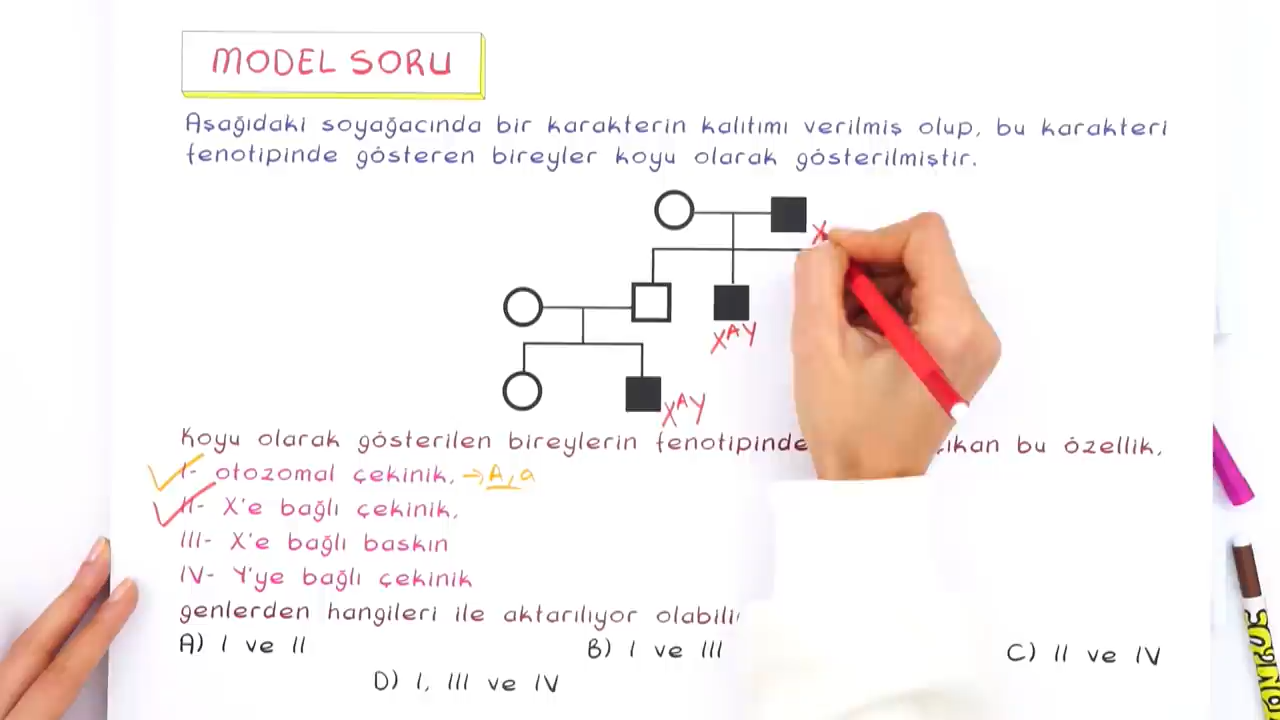 MODEL SORU
Aşağıdaki soyağacında bir karakterin kalıtımı verilmiş olup, bu karakteri
fenotipinde gösteren bireyler koyu olarak gösterilmiştir.
X
XAY
XAY
Koyu olarak gösterilen bireylerin fenotipinde çıkan bu özellik,
I- otozomal çekinik, → A, a
II- X'e bağlı çekinik,
III- X'e bağlı baskın
IV- Y'ye bağlı çekinik
genlerden hangileri ile aktarılıyor
A) I ve II
B) I ve III
C) II ve IV
D) I, III ve IV